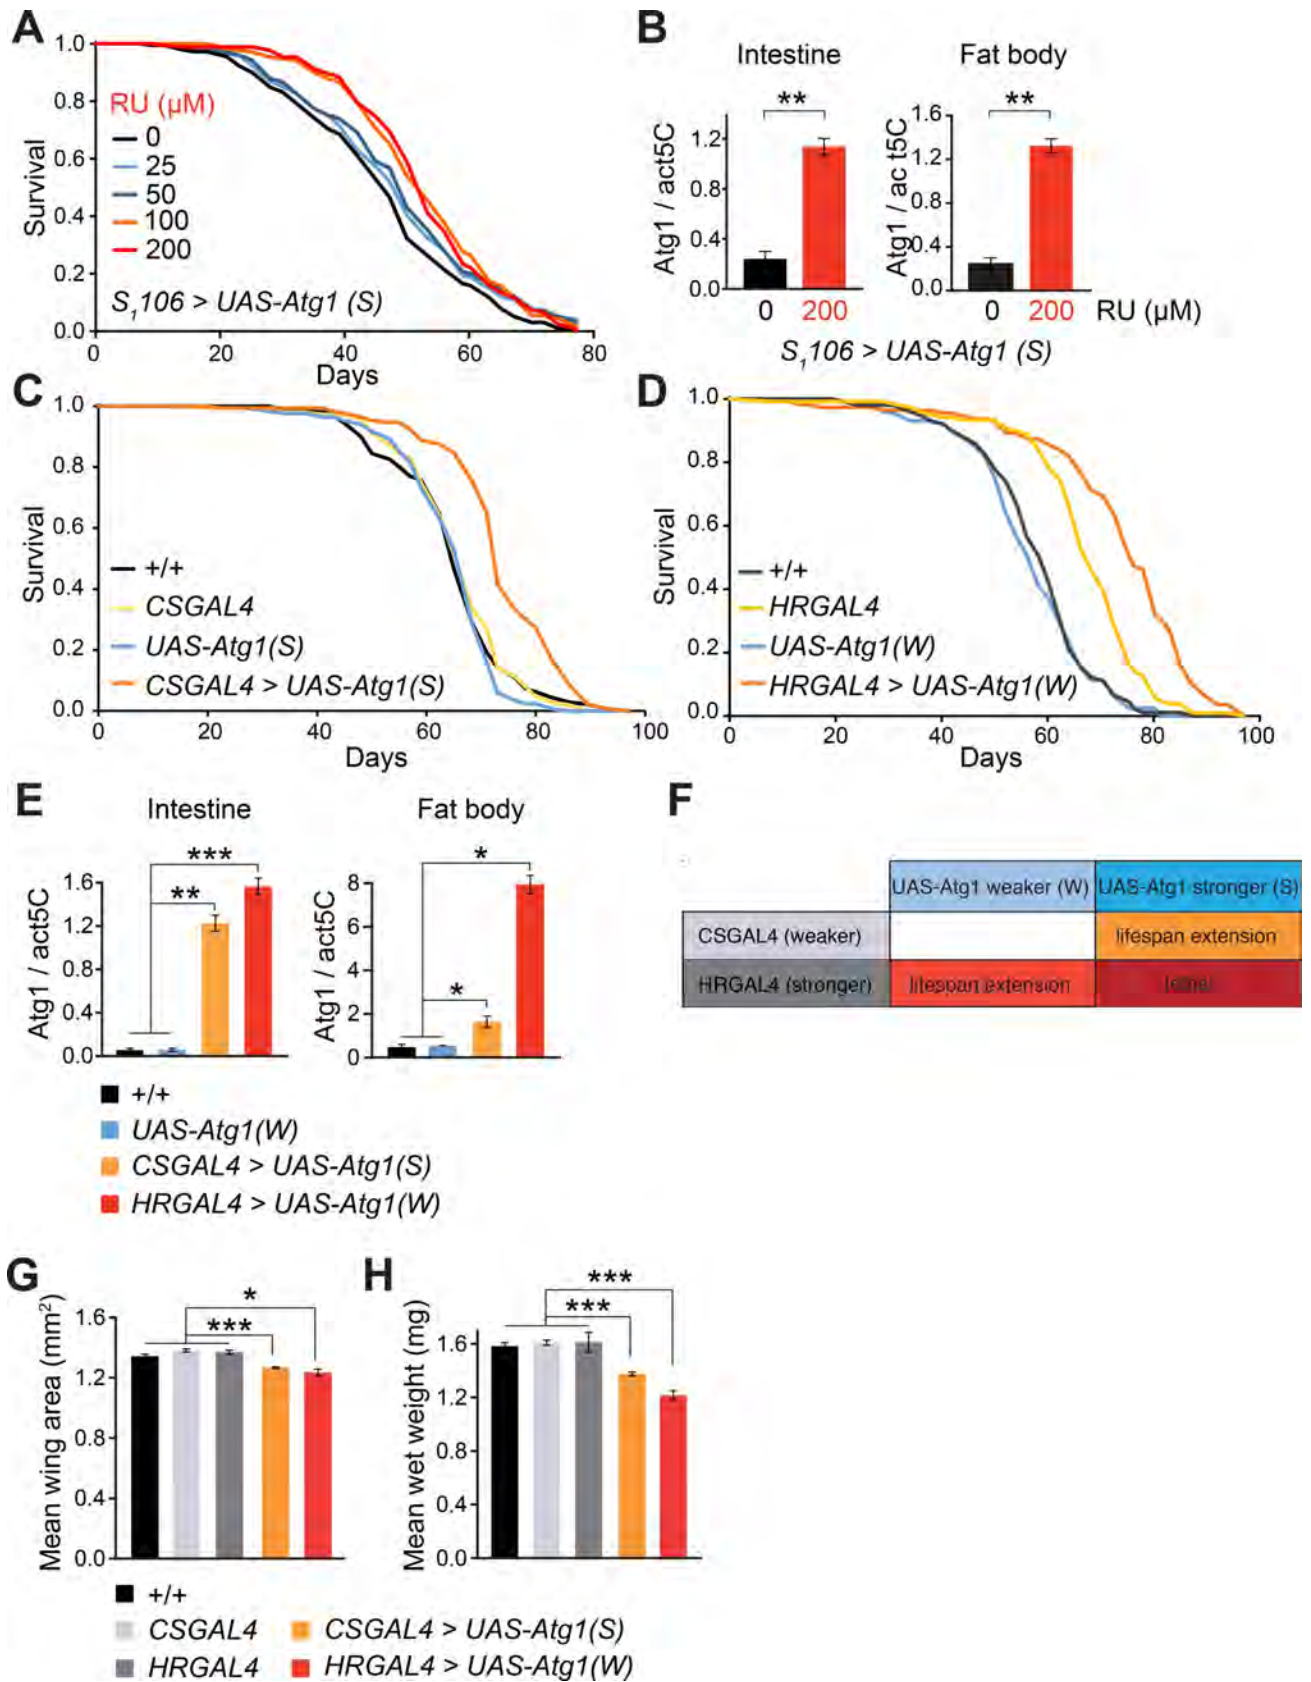 A
1.0
0.8
0.6
0.4
0.2
0.0
Survival
RU (µM)
0
25
50
100
200
S₁106 > UAS-Atg1 (S)
0 20 40 60 80
Days
B
Intestine
**
1.2
0.4
0.0
Atg1 / act5C
0 200
Fat body
**
1.6
1.2
0.4
0.0
Atg1 / ac t5C
0 200 RU (µM)
S₁106 > UAS-Atg1 (S)
C
1.0
0.8
0.6
0.4
0.2
0.0
Survival
+/+
CSGAL4
UAS-Atg1(S)
CSGAL4 > UAS-Atg1(S)
0 20 40 60 80 100
Days
D
1.0
0.8
0.6
0.4
0.2
0.0
Survival
+/+
HRGAL4
UAS-Atg1(W)
HRGAL4 > UAS-Atg1(W)
0 20 40 60 80 100
Days
E
Intestine
***
**
1.6
1.2
0.8
0.4
0.0
Atg1 / act5C
Fat body
*
*
8
6
4
2
0
Atg1 / act5C
+/+
UAS-Atg1(W)
CSGAL4 > UAS-Atg1(S)
HRGAL4 > UAS-Atg1(W)
F
UAS-Atg1 weaker (W) UAS-Atg1 stronger (S)
CSGAL4 (weaker) lifespan extension
HRGAL4 (stronger) lifespan extension lethal
G
*
***
1.6
1.2
0.8
0.4
0.0
Mean wing area (mm²)
H
***
***
1.6
1.2
0.8
0.4
0.0
Mean wet weight (mg)
+/+
CSGAL4 CSGAL4 > UAS-Atg1(S)
HRGAL4 HRGAL4 > UAS-Atg1(W)